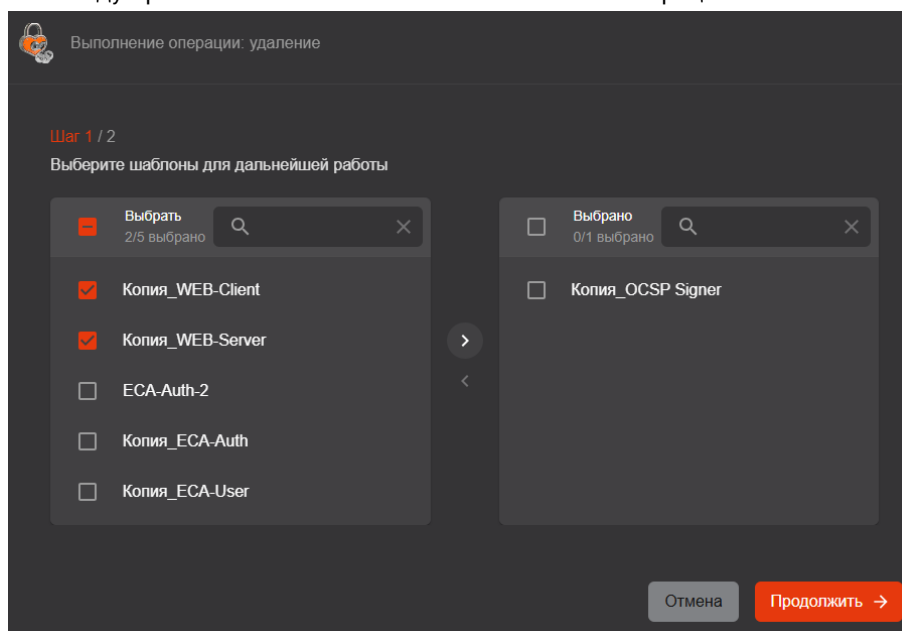 Выполнение операции: удаление
Шаг 1 / 2
Выберите шаблоны для дальнейшей работы
Выбрать
2/5 выбрано
Копия_WEB-Client
Копия_WEB-Server
ECA-Auth-2
Копия_ECA-Auth
Копия_ECA-User
Выбрано
0/1 выбрано
Копия_OCSP Signer
Отмена
Продолжить →